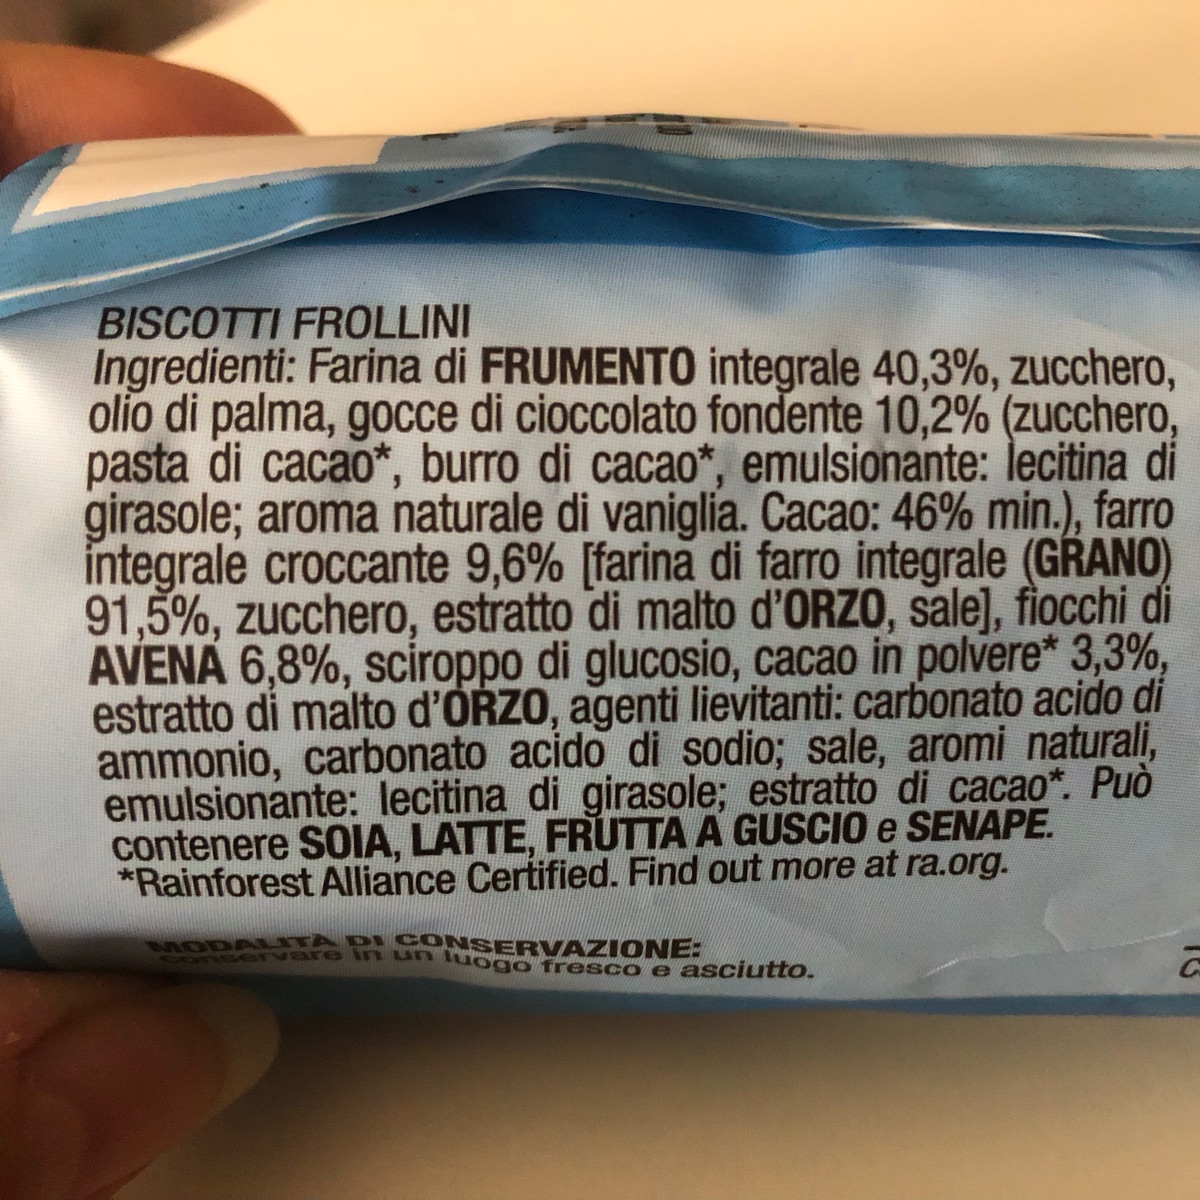 BISCOTTI FROLLINI
Ingredienti: Farina di FRUMENTO integrale 40,3%, zucchero,
olio di palma, gocce di cioccolato fondente 10,2% (zucchero,
pasta di cacao*, burro di cacao*, emulsionante: lecitina di
girasole; aroma naturale di vaniglia. Cacao: 46% min.), farro
integrale croccante 9,6% [farina di farro integrale (GRANO)
91,5%, zucchero, estratto di malto d'ORZO, sale], fiocchi di
AVENA 6,8%, sciroppo di glucosio, cacao in polvere* 3,3%,
estratto di malto d'ORZO, agenti lievitanti: carbonato acido di
ammonio, carbonato acido di sodio; sale, aromi naturali,
emulsionante: lecitina di girasole; estratto di cacao*. Può
contenere SOIA, LATTE, FRUTTA A GUSCIO e SENAPE.
*Rainforest Alliance Certified. Find out more at ra.org.
MODALITÀ DI CONSERVAZIONE:
conservare in un luogo fresco e asciutto.